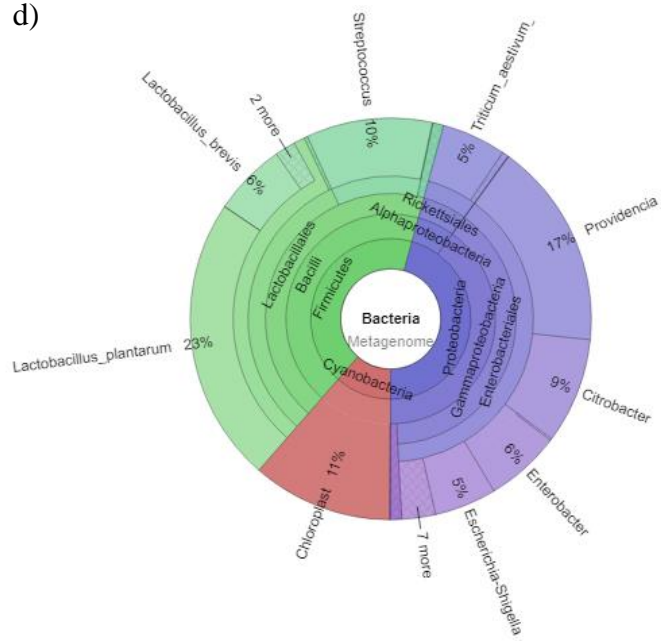 d)
Streptococcus
10%
Triticum_aestivum_
5%
Lactobacillus_brevis
6%
2 more
Providencia
17%
Rickettsiales
Alphaproteobacteria
Lactobacillales
Bacilli
Firmicutes
Bacteria
Metagenome
Proteobacteria
Gammaproteobacteria
Enterobacteriales
Lactobacillus_plantarum
23%
Cyanobacteria
Citrobacter
9%
Enterobacter
6%
Chloroplast
11%
7 more
Escherichia-Shigella
5%